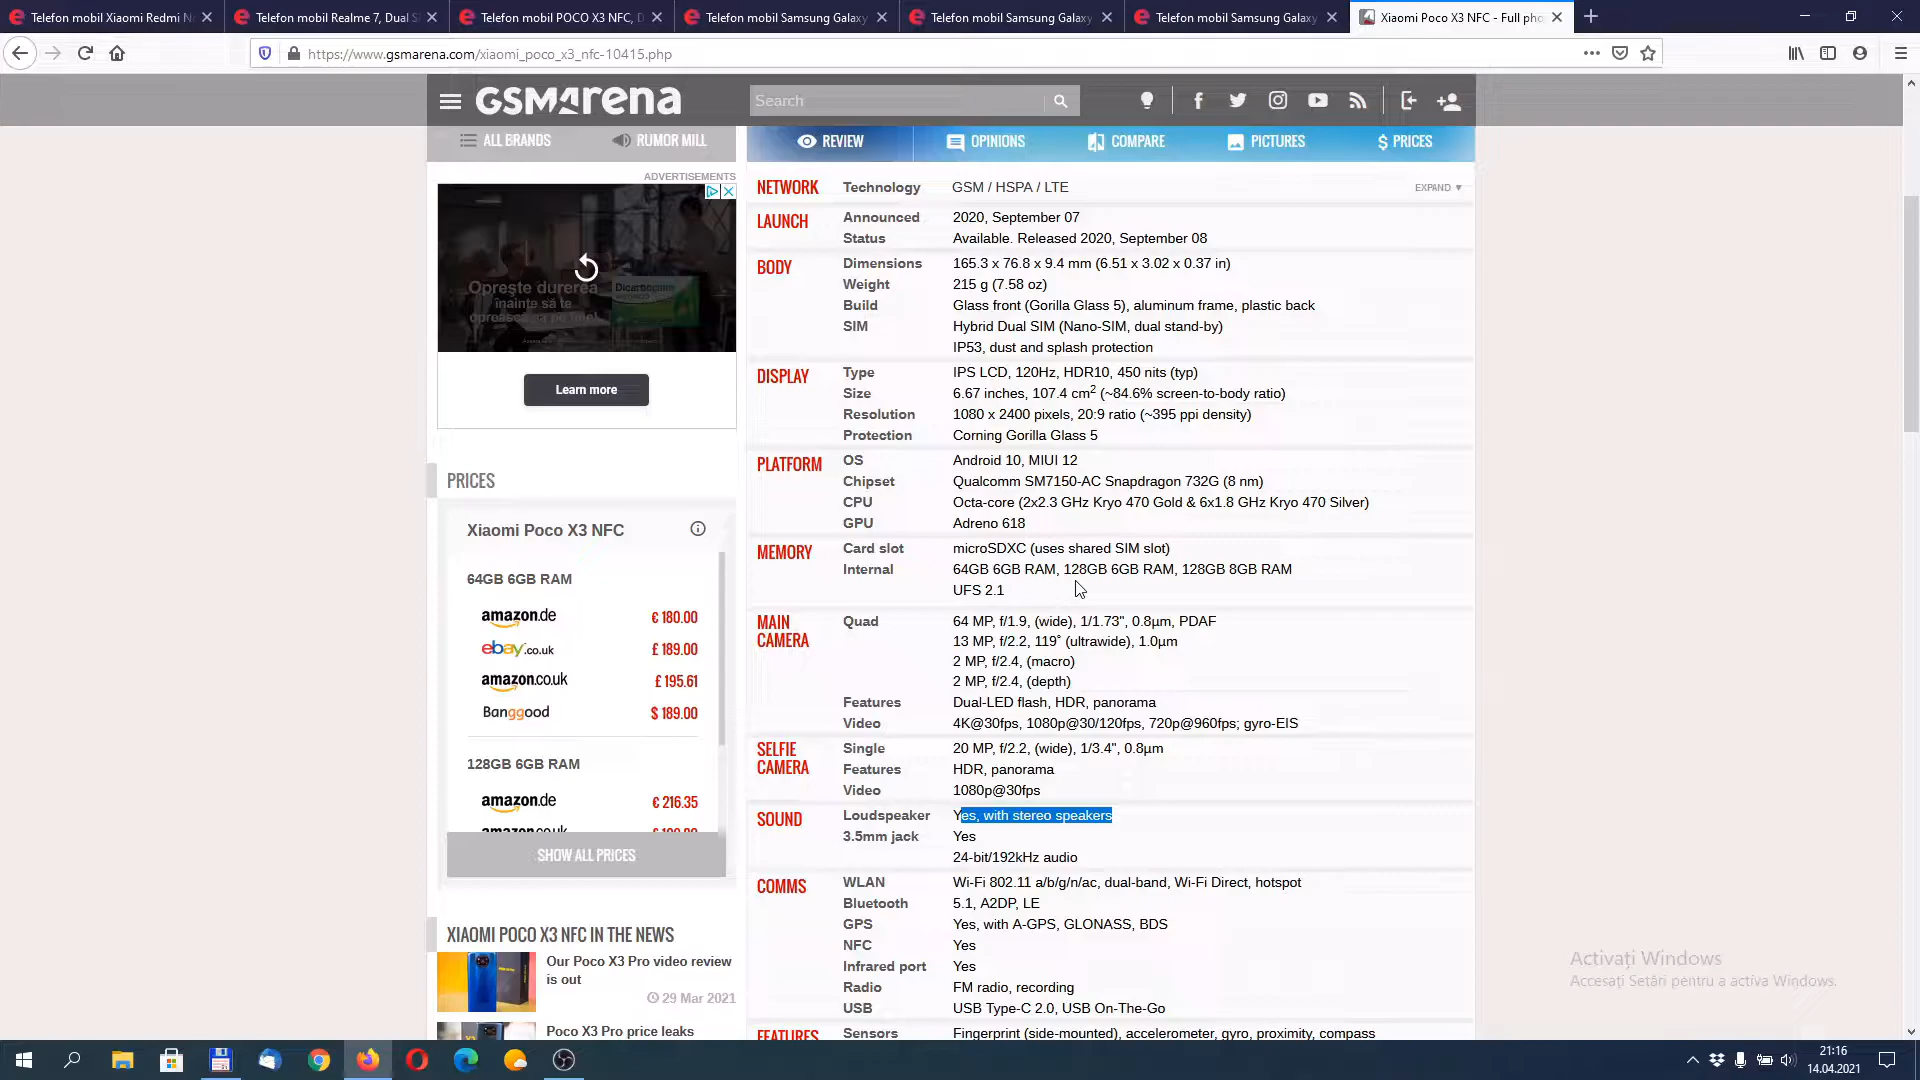 Telefon mobil Xiaomi Redmi N
Telefon mobil Realme 7, Dual S
Telefon mobil POCO X3 NFC, D
Telefon mobil Samsung Galaxy
Telefon mobil Samsung Galaxy
Telefon mobil Samsung Galaxy
Xiaomi Poco X3 NFC - Full pho
https://www.gsmarena.com/xiaomi_poco_x3_nfc-10415.php
GSMArena
Search
ALL BRANDS
RUMOR MILL
REVIEW
OPINIONS
COMPARE
PICTURES
$ PRICES
ADVERTISEMENTS
Oprește durerea
înainte să te
oprească ea pe tine!
Learn more
PRICES
Xiaomi Poco X3 NFC
64GB 6GB RAM
amazon.de € 180.00
ebay.co.uk £ 189.00
amazon.co.uk £ 195.61
Banggood $ 189.00
128GB 6GB RAM
amazon.de € 216.35
SHOW ALL PRICES
XIAOMI POCO X3 NFC IN THE NEWS
Our Poco X3 Pro video review
is out
29 Mar 2021
Poco X3 Pro price leaks
NETWORK Technology GSM / HSPA / LTE EXPAND ▼
LAUNCH Announced 2020, September 07
Status Available. Released 2020, September 08
BODY Dimensions 165.3 x 76.8 x 9.4 mm (6.51 x 3.02 x 0.37 in)
Weight 215 g (7.58 oz)
Build Glass front (Gorilla Glass 5), aluminum frame, plastic back
SIM Hybrid Dual SIM (Nano-SIM, dual stand-by)
IP53, dust and splash protection
DISPLAY Type IPS LCD, 120Hz, HDR10, 450 nits (typ)
Size 6.67 inches, 107.4 cm2 (~84.6% screen-to-body ratio)
Resolution 1080 x 2400 pixels, 20:9 ratio (~395 ppi density)
Protection Corning Gorilla Glass 5
PLATFORM OS Android 10, MIUI 12
Chipset Qualcomm SM7150-AC Snapdragon 732G (8 nm)
CPU Octa-core (2x2.3 GHz Kryo 470 Gold & 6x1.8 GHz Kryo 470 Silver)
GPU Adreno 618
MEMORY Card slot microSDXC (uses shared SIM slot)
Internal 64GB 6GB RAM, 128GB 6GB RAM, 128GB 8GB RAM
UFS 2.1
MAIN CAMERA Quad 64 MP, f/1.9, (wide), 1/1.73", 0.8µm, PDAF
13 MP, f/2.2, 119˚ (ultrawide), 1.0µm
2 MP, f/2.4, (macro)
2 MP, f/2.4, (depth)
Features Dual-LED flash, HDR, panorama
Video 4K@30fps, 1080p@30/120fps, 720p@960fps; gyro-EIS
SELFIE CAMERA Single 20 MP, f/2.2, (wide), 1/3.4", 0.8µm
Features HDR, panorama
Video 1080p@30fps
SOUND Loudspeaker Yes, with stereo speakers
3.5mm jack Yes
24-bit/192kHz audio
COMMS WLAN Wi-Fi 802.11 a/b/g/n/ac, dual-band, Wi-Fi Direct, hotspot
Bluetooth 5.1, A2DP, LE
GPS Yes, with A-GPS, GLONASS, BDS
NFC Yes
Infrared port Yes
Radio FM radio, recording
USB USB Type-C 2.0, USB On-The-Go
FEATURES Sensors Fingerprint (side-mounted), accelerometer, gyro, proximity, compass
Activați Windows
Accesați Setări pentru a activa Windows.
21:16
14.04.2021